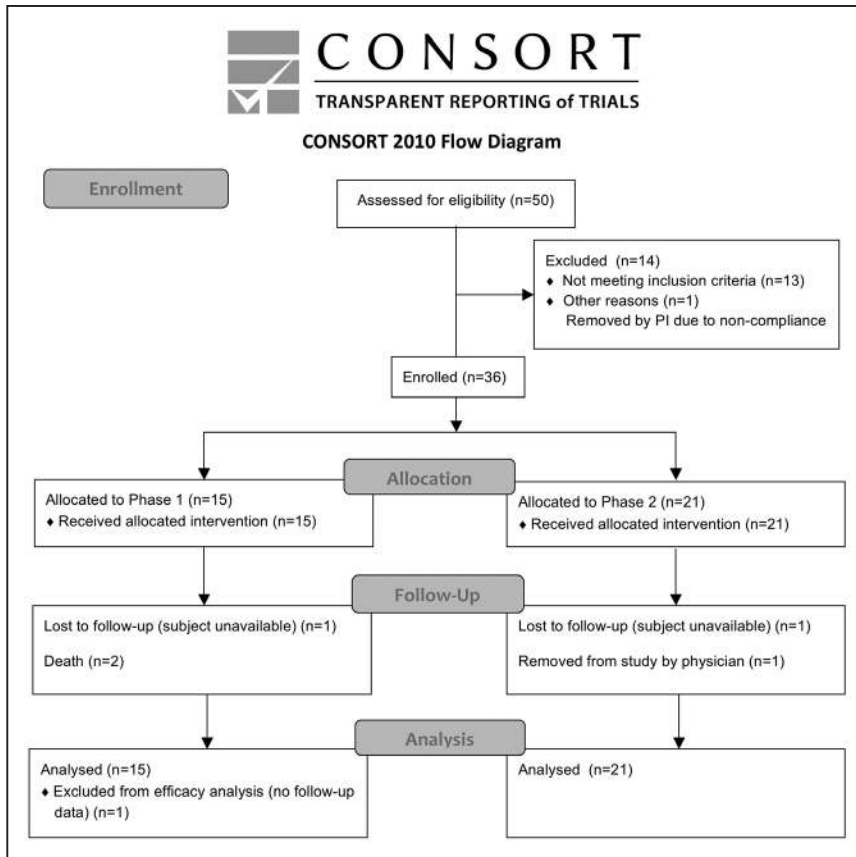 CONSORT
TRANSPARENT REPORTING of TRIALS
CONSORT 2010 Flow Diagram
Enrollment
Assessed for eligibility (n=50)
Excluded (n=14)
♦ Not meeting inclusion criteria (n=13)
♦ Other reasons (n=1)
Removed by PI due to non-compliance
Enrolled (n=36)
Allocation
Allocated to Phase 1 (n=15)
♦ Received allocated intervention (n=15)
Allocated to Phase 2 (n=21)
♦ Received allocated intervention (n=21)
Follow-Up
Lost to follow-up (subject unavailable) (n=1)
Death (n=2)
Lost to follow-up (subject unavailable) (n=1)
Removed from study by physician (n=1)
Analysis
Analysed (n=15)
♦ Excluded from efficacy analysis (no follow-up
data) (n=1)
Analysed (n=21)